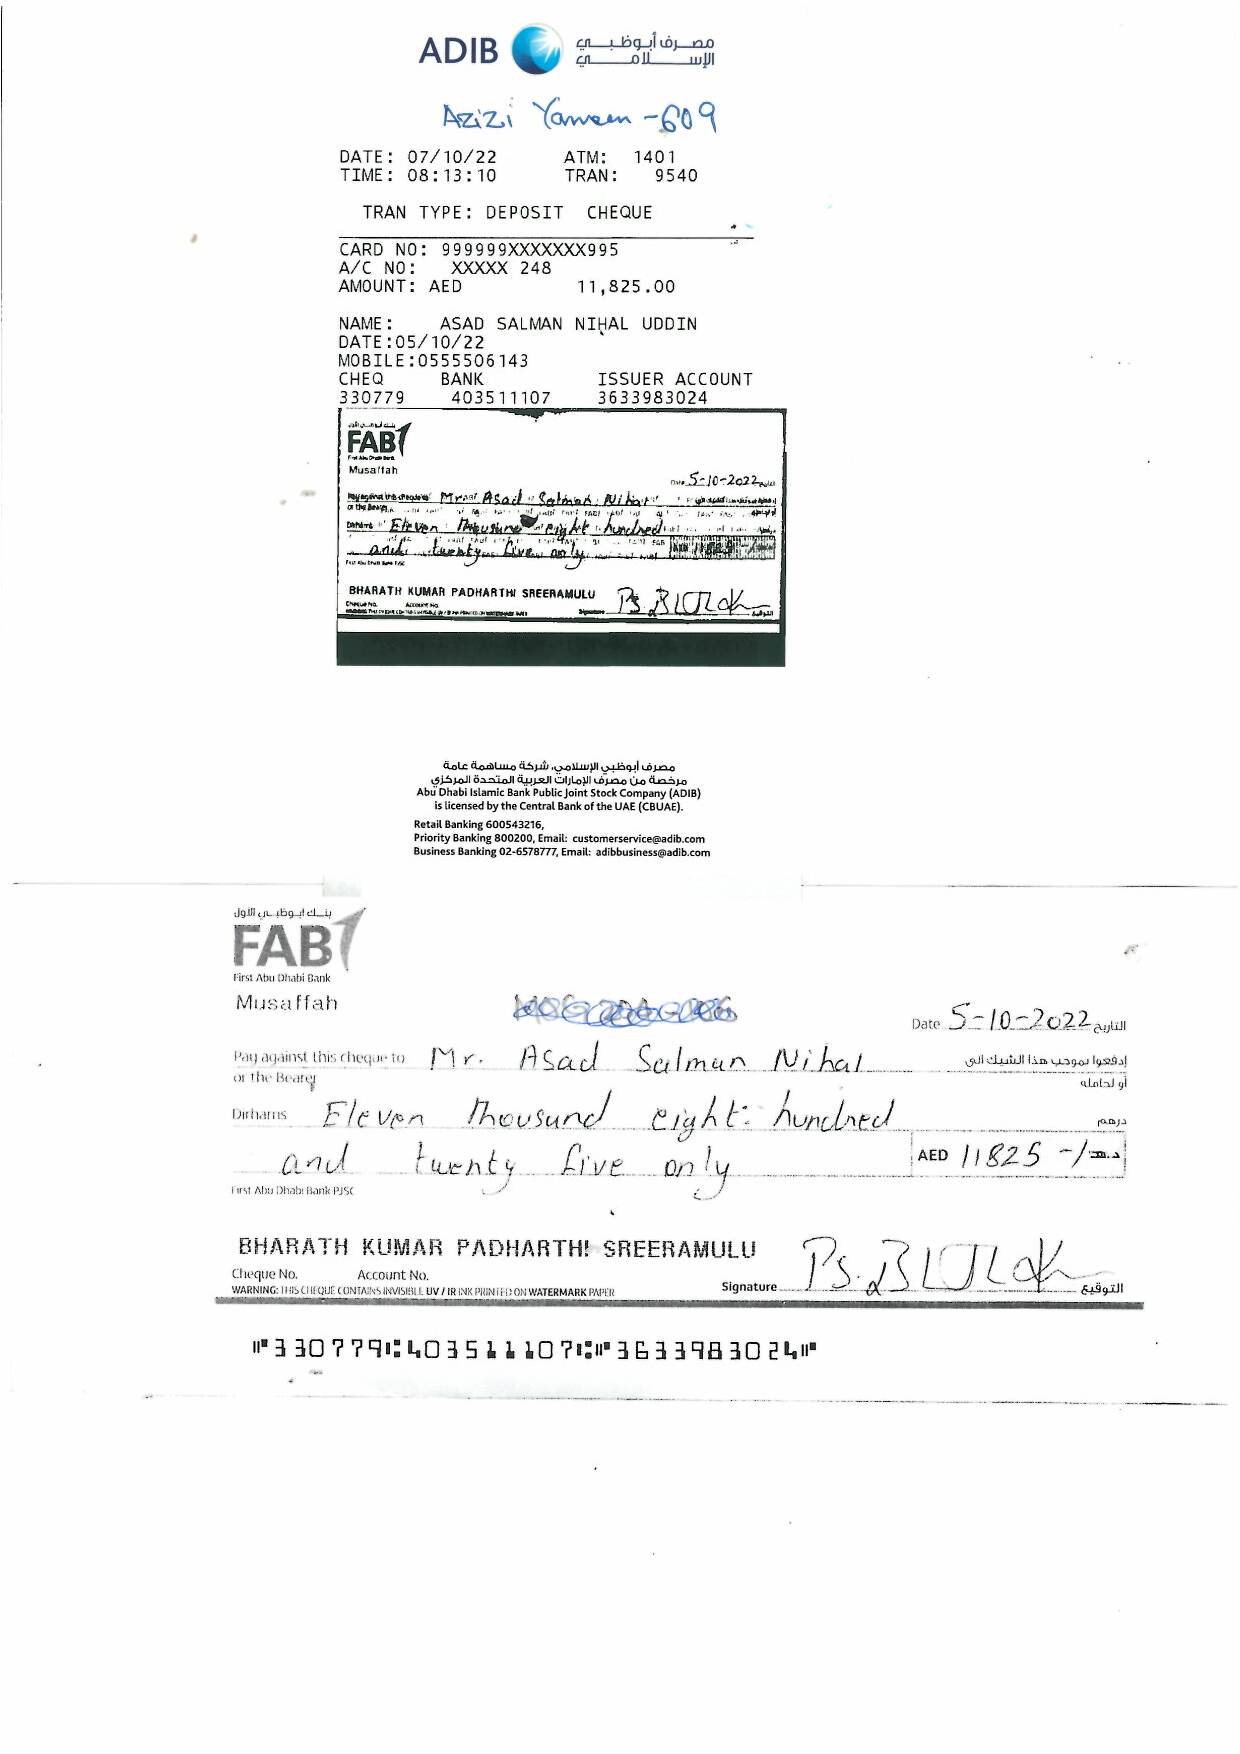 ADIB مصرف أبوظبي الإسلامي
Azizi Yameen - 609
DATE: 07/10/22 ATM: 1401
TIME: 08:13:10 TRAN: 9540
TRAN TYPE: DEPOSIT CHEQUE
CARD NO: 999999XXXXXXX995
A/C NO: XXXXX 248
AMOUNT: AED 11,825.00
NAME: ASAD SALMAN NIHAL UDDIN
DATE:05/10/22
MOBILE:0555506143
CHEQ BANK ISSUER ACCOUNT
330779 403511107 3633983024
FAB
Musaffah
5-10-2022
Mr. Asad Salman Nihal
Eleven Thousund eight hundred
and twenty five only
BHARATH KUMAR PADHARTHI SREERAMULU
Cheque No. Account No.
Signature التوقيع
مصرف أبوظبي الإسلامي، شركة مساهمة عامة
مرخصة من مصرف الإمارات العربية المتحدة المركزي
Abu Dhabi Islamic Bank Public Joint Stock Company (ADIB)
is licensed by the Central Bank of the UAE (CBUAE).
Retail Banking 600543216,
Priority Banking 800200, Email: customerservice@adib.com
Business Banking 02-6578777, Email: adibbusiness@adib.com
بنك أبوظبي الأول
FAB
First Abu Dhabi Bank
Musaffah
Date 5-10-2022 التاريخ
Pay against this cheque to Mr. Asad Salman Nihal إدفعوا بموجب هذا الشيك الى
or the Bearer أو لحامله
Dirhams Eleven Thousund eight hundred درهم
and twenty five only AED 11825 -/ د.هـ.
First Abu Dhabi Bank PJSC
BHARATH KUMAR PADHARTHI SREERAMULU
Cheque No. Account No.
WARNING: THIS CHEQUE CONTAINS INVISIBLE UV / IR INK PRINTED ON WATERMARK PAPER Signature التوقيع
⑈330779⑆403511107⑆⑈3633983024⑈